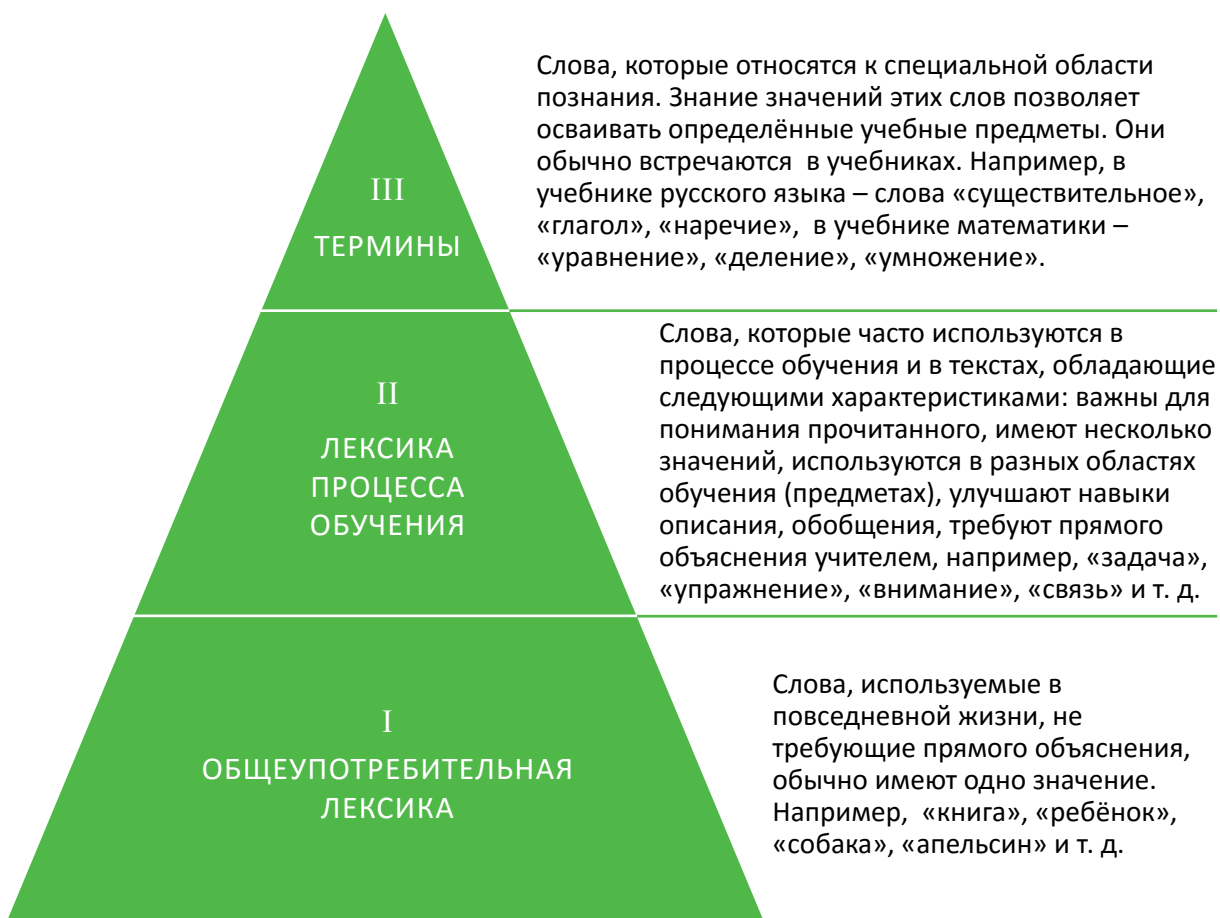 III
ТЕРМИНЫ
Слова, которые относятся к специальной области
познания. Знание значений этих слов позволяет
осваивать определённые учебные предметы. Они
обычно встречаются в учебниках. Например, в
учебнике русского языка – слова «существительное»,
«глагол», «наречие», в учебнике математики –
«уравнение», «деление», «умножение».
II
ЛЕКСИКА
ПРОЦЕССА
ОБУЧЕНИЯ
Слова, которые часто используются в
процессе обучения и в текстах, обладающие
следующими характеристиками: важны для
понимания прочитанного, имеют несколько
значений, используются в разных областях
обучения (предметах), улучшают навыки
описания, обобщения, требуют прямого
объяснения учителем, например, «задача»,
«упражнение», «внимание», «связь» и т. д.
I
ОБЩЕУПОТРЕБИТЕЛЬНАЯ
ЛЕКСИКА
Слова, используемые в
повседневной жизни, не
требующие прямого объяснения,
обычно имеют одно значение.
Например, «книга», «ребёнок»,
«собака», «апельсин» и т. д.